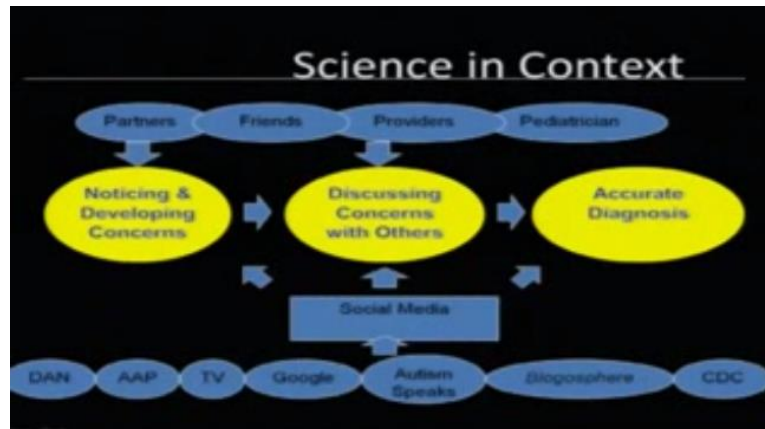 Science in Context
Partners
Friends
Providers
Pediatrician
Noticing &
Developing
Concerns
Discussing
Concerns
with Others
Accurate
Diagnosis
Social Media
DAN
AAP
TV
Google
Autism
Speaks
Blogosphere
CDC